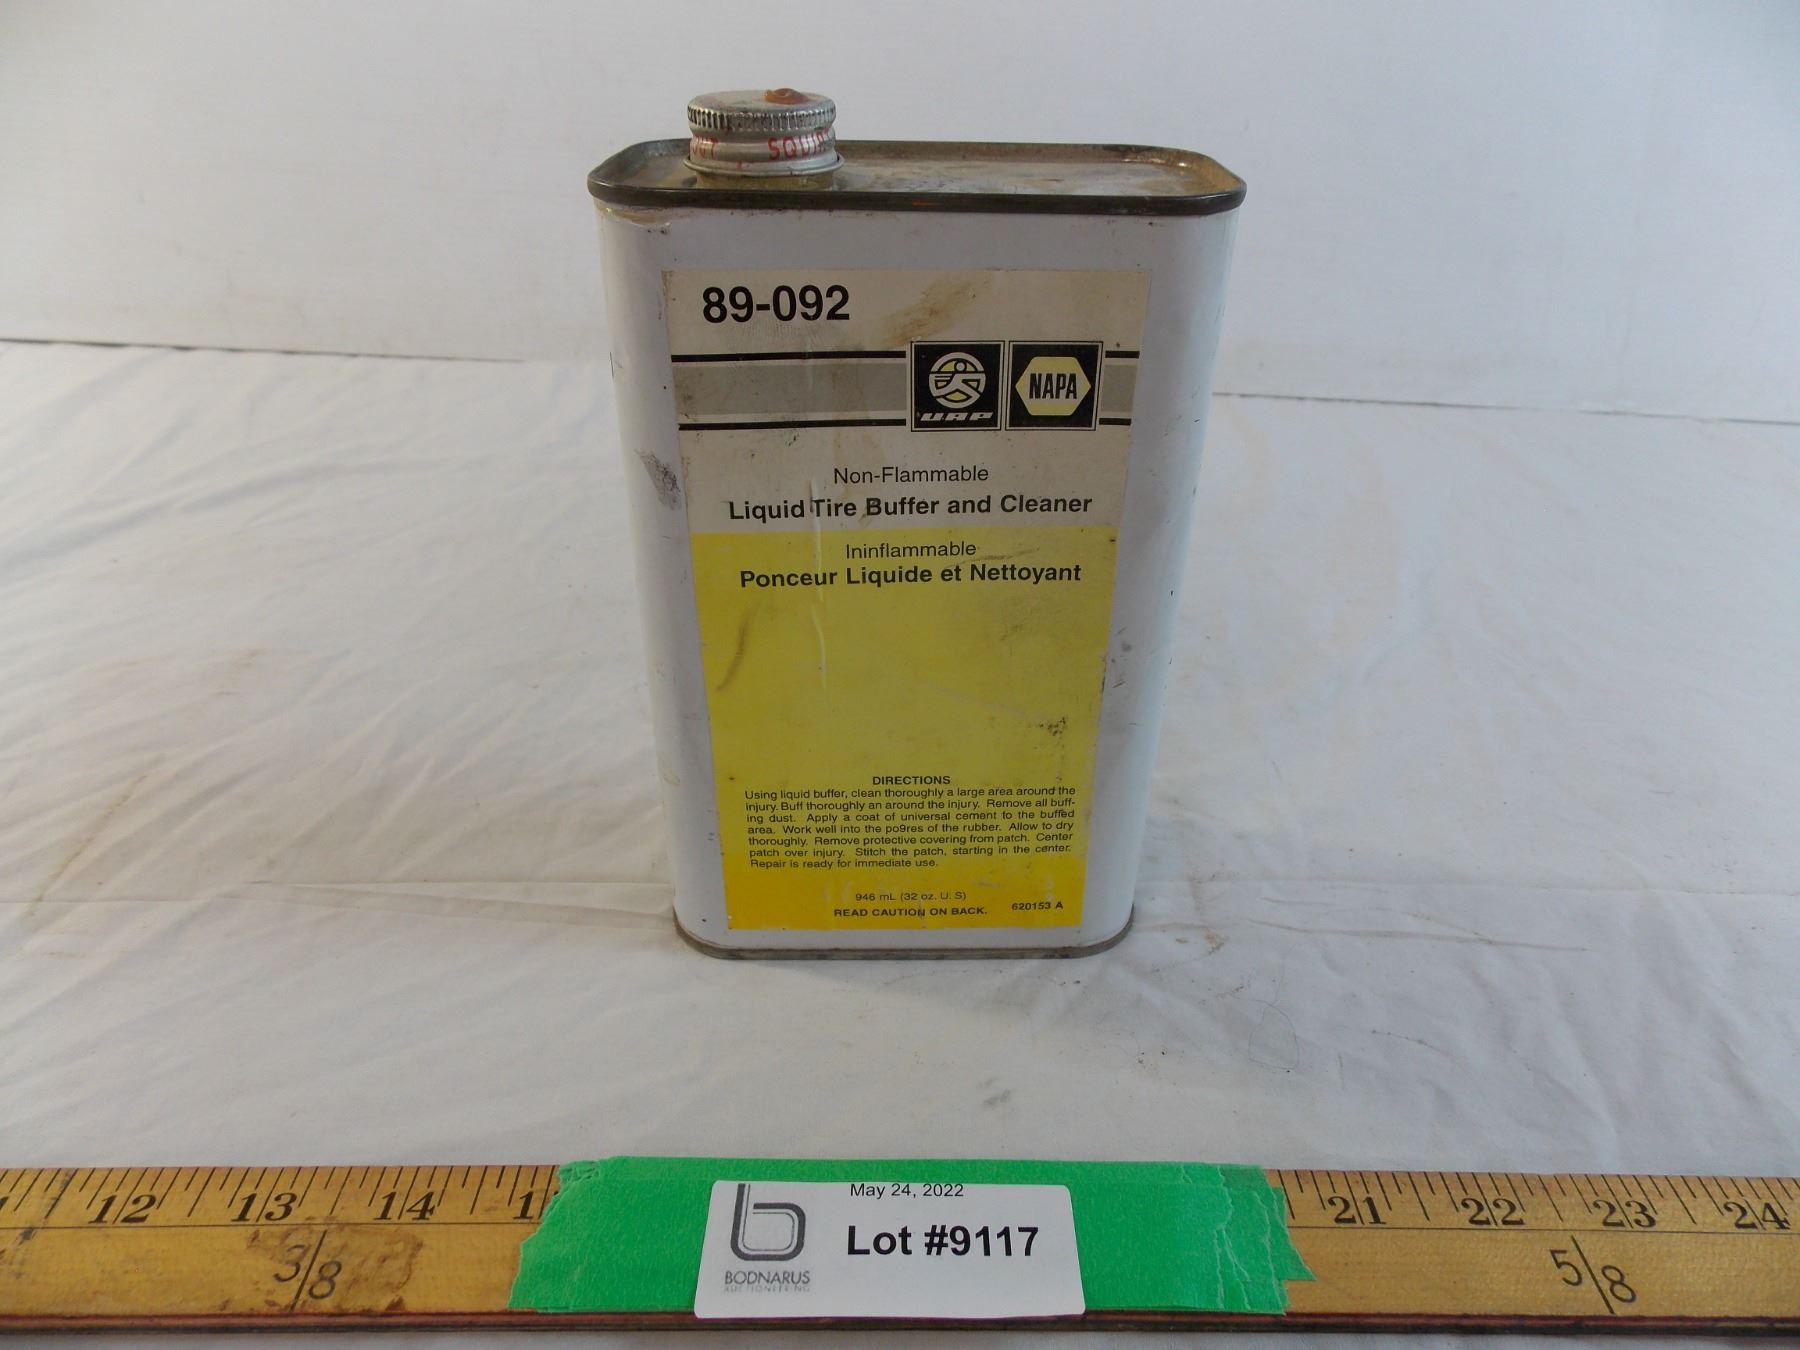 SQUI
89-092
UAP
NAPA
Non-Flammable
Liquid Tire Buffer and Cleaner
Ininflammable
Ponceur Liquide et Nettoyant
DIRECTIONS
Using liquid buffer, clean thoroughly a large area around the
injury. Buff thoroughly an around the injury. Remove all buff-
ing dust. Apply a coat of universal cement to the buffed
area. Work well into the po9res of the rubber. Allow to dry
thoroughly. Remove protective covering from patch. Center
patch over injury. Stitch the patch, starting in the center.
Repair is ready for immediate use.
946 mL (32 oz. U. S)
READ CAUTION ON BACK.
620153 A
12 13 14 1 21 22 23 24
3/8
5/8
May 24, 2022
Lot #9117
b
BODNARUS
AUCTIONEERING